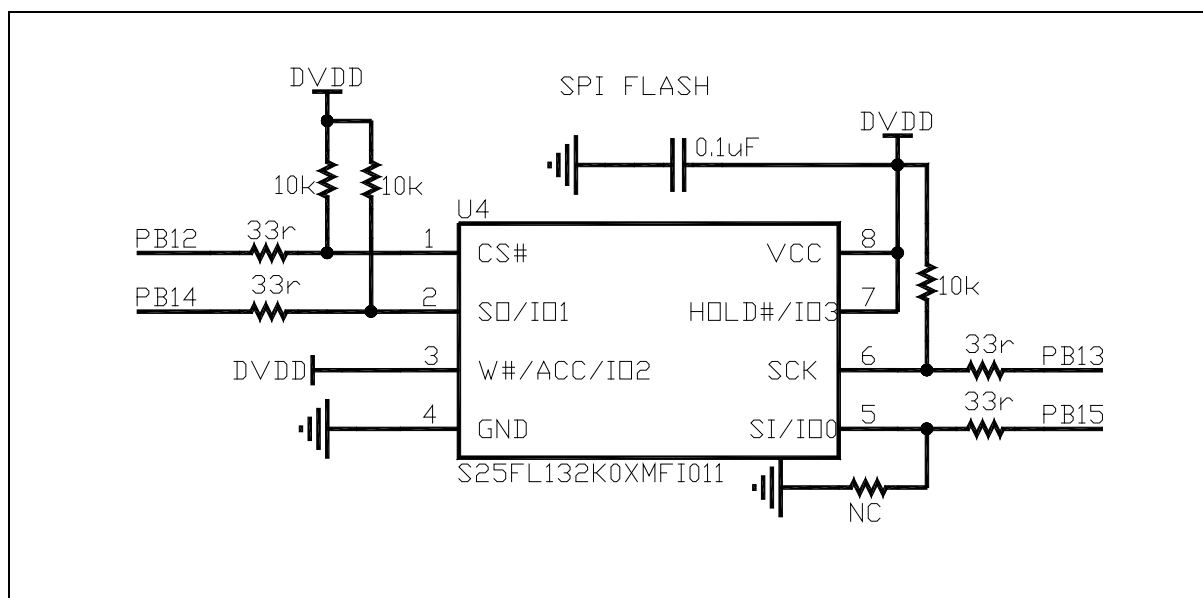 DVDD
SPI FLASH
DVDD
0.1uF
10k
10k
U4
PB12
33r
1
CS#
VCC
8
PB14
33r
2
SO/IO1
HOLD#/IO3
7
10k
DVDD
3
W#/ACC/IO2
SCK
6
33r
PB13
4
GND
SI/IO0
5
33r
PB15
S25FL132K0XMFI011
NC